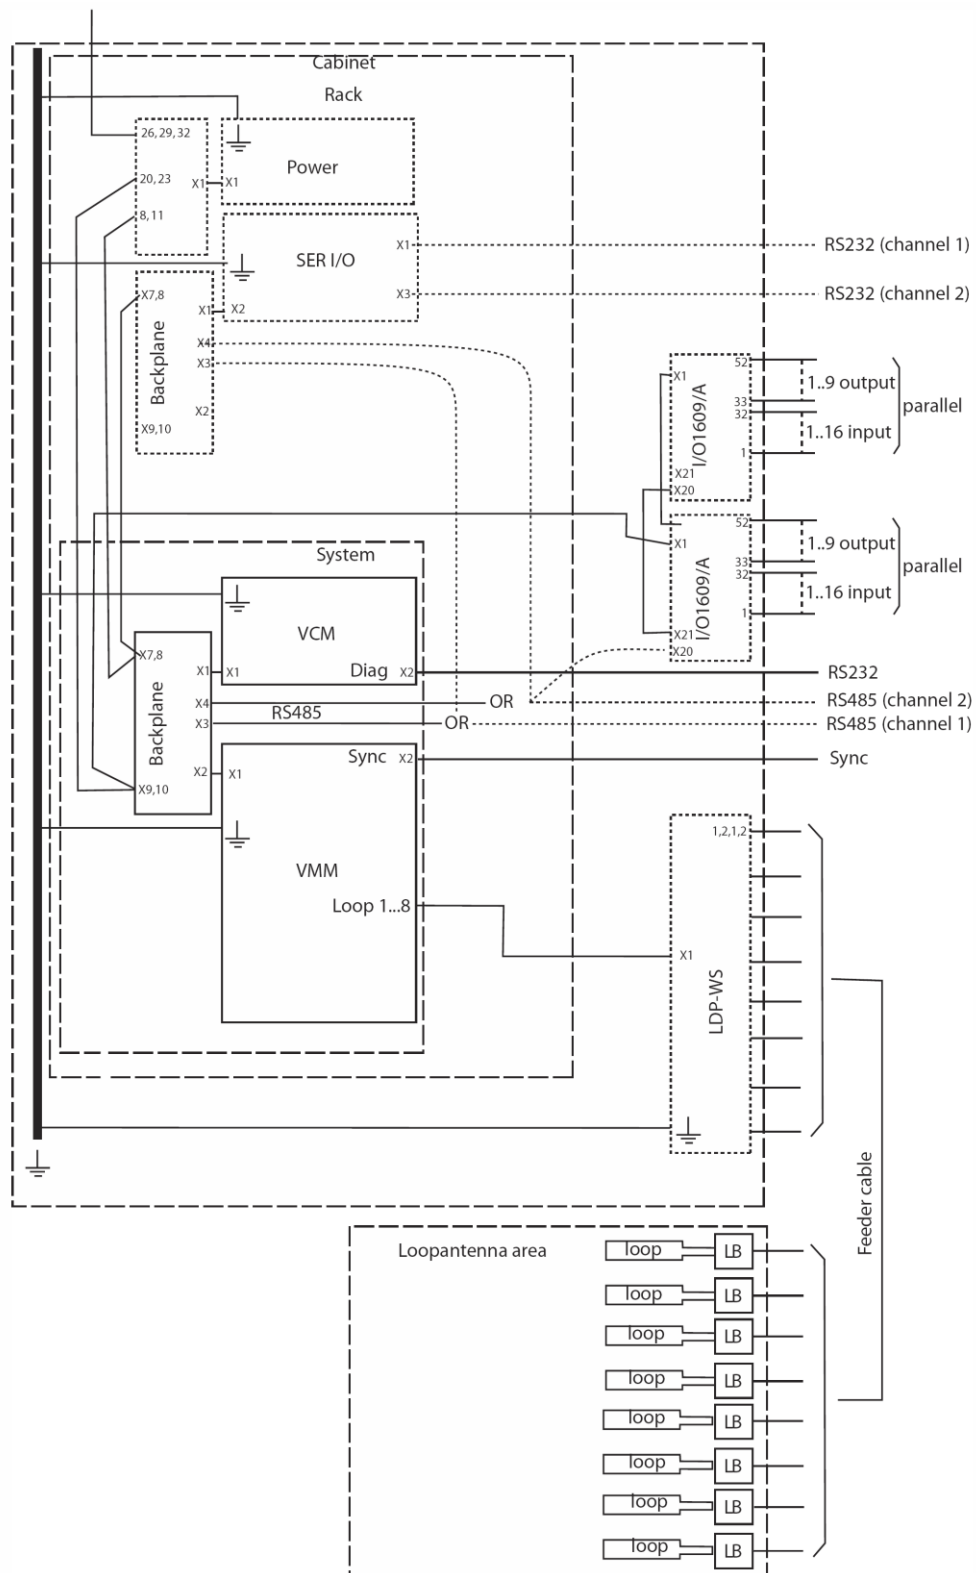 Cabinet
Rack
26, 29, 32
20, 23
8, 11
X1
X1
Power
SER I/O
X1
X3
X2
RS232 (channel 1)
RS232 (channel 2)
X7,8
X1
X4
X3
X2
X9,10
Backplane
X1
X21
X20
I/O1609/A
52
33
32
1
1..9 output
1..16 input
parallel
X1
X21
X20
I/O1609/A
52
33
32
1
1..9 output
1..16 input
parallel
System
VCM
Diag X2
X1
RS232
X7,8
X1
X4
X3
X2
X9,10
Backplane
RS485
OR
OR
RS485 (channel 2)
RS485 (channel 1)
Sync X2
Sync
X1
VMM
Loop 1...8
1,2,1,2
X1
LDP-WS
Feeder cable
Loopantenna area
loop LB
loop LB
loop LB
loop LB
loop LB
loop LB
loop LB
loop LB